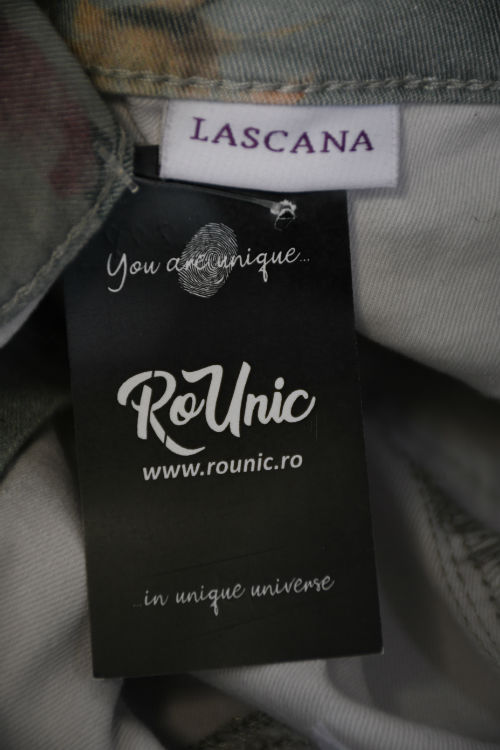 LASCANA
You are unique...
RoUnic
www.rounic.ro
...in unique universe